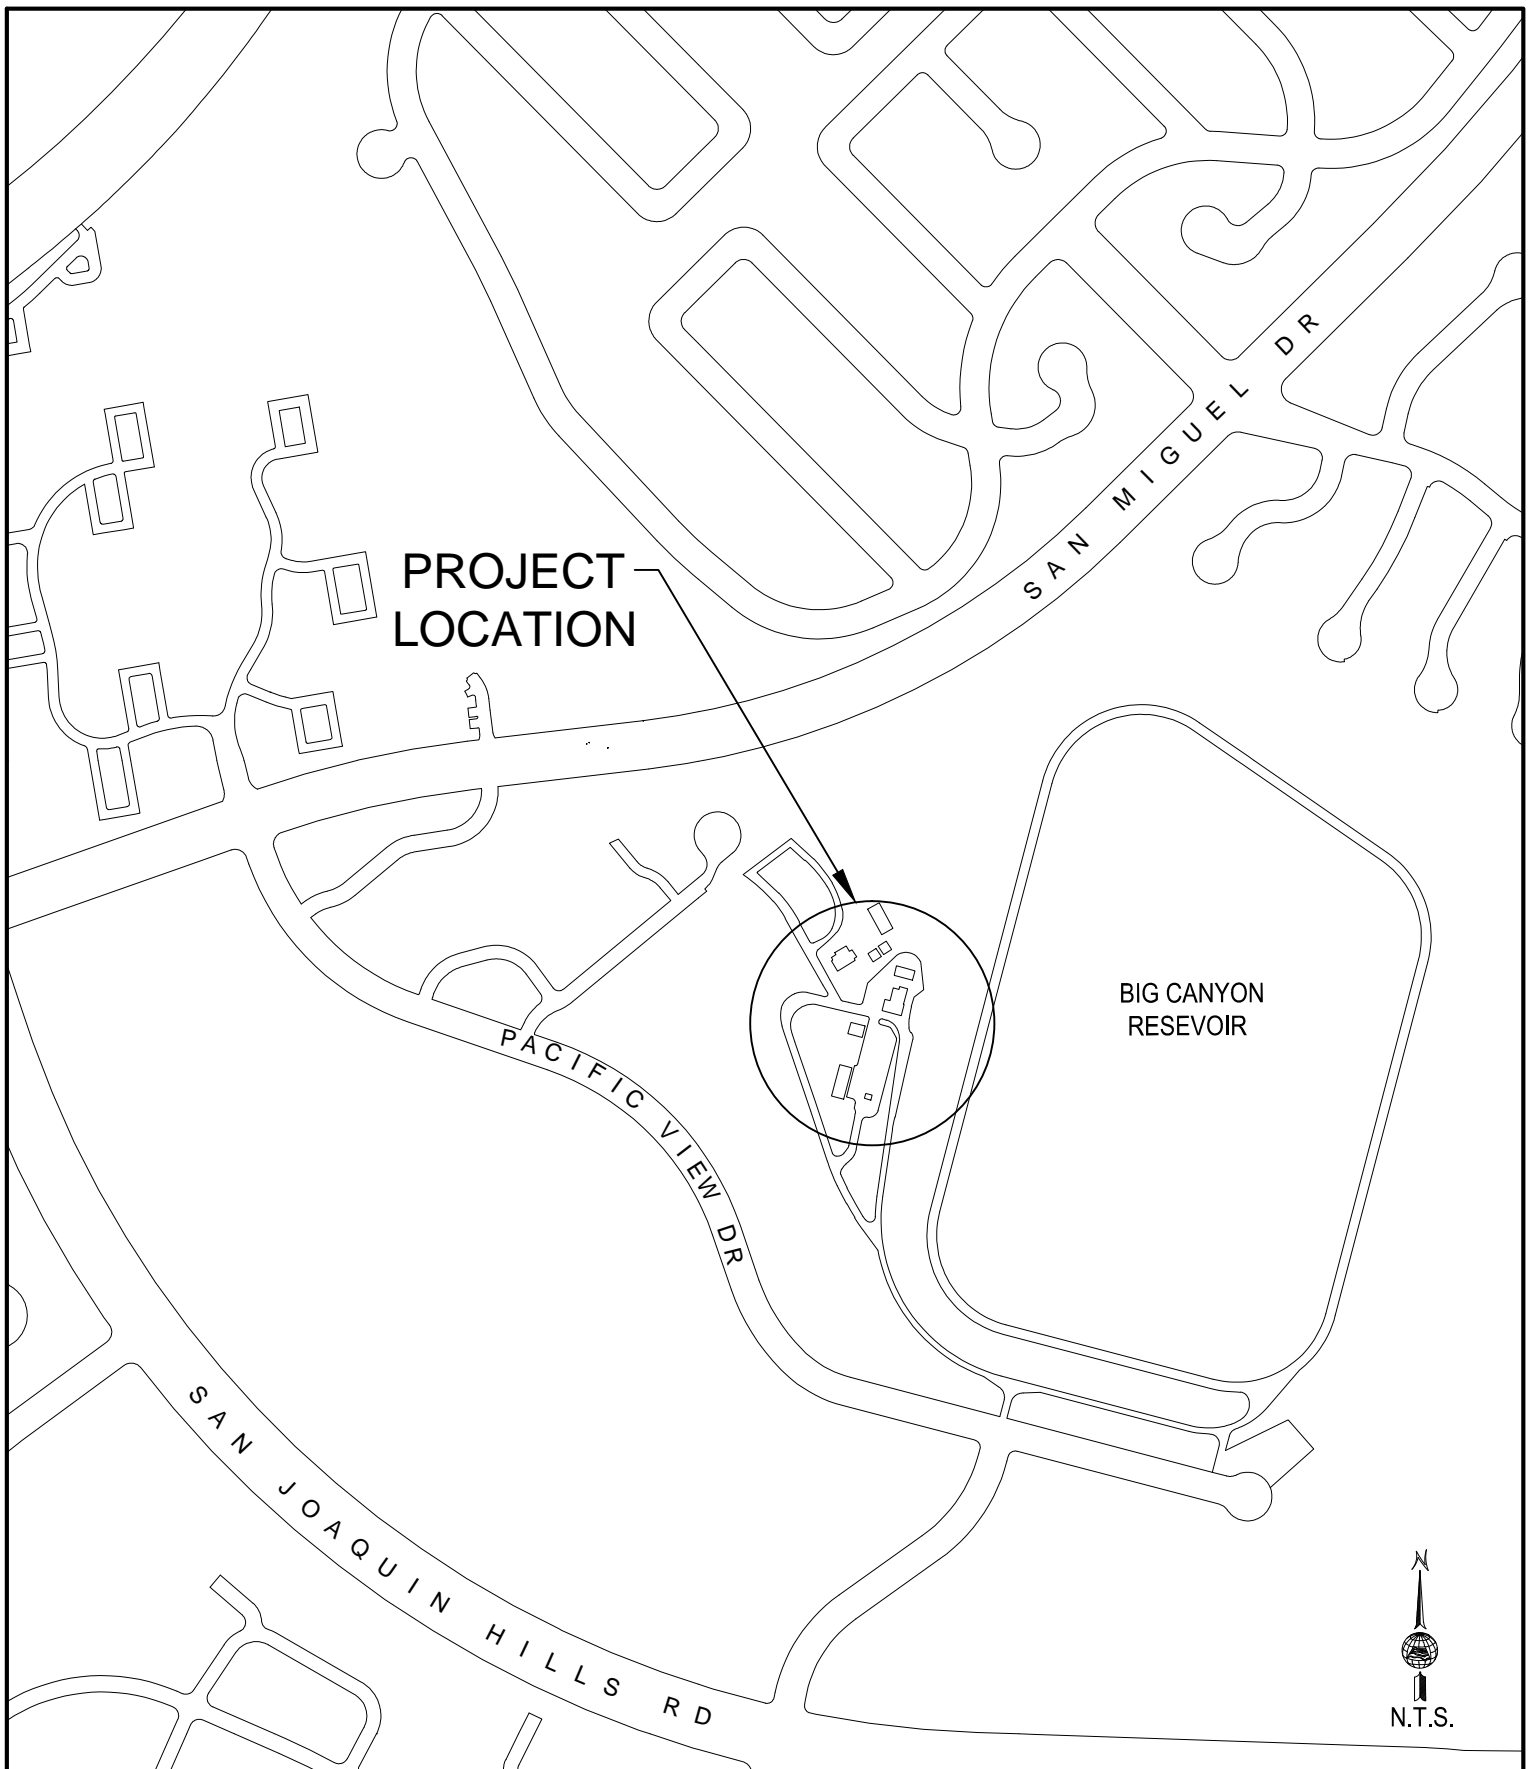 SAN MIGUEL DR
PROJECT
LOCATION
BIG CANYON
RESEVOIR
PACIFIC VIEW DR
SAN JOAQUIN HILLS RD
N
N.T.S.